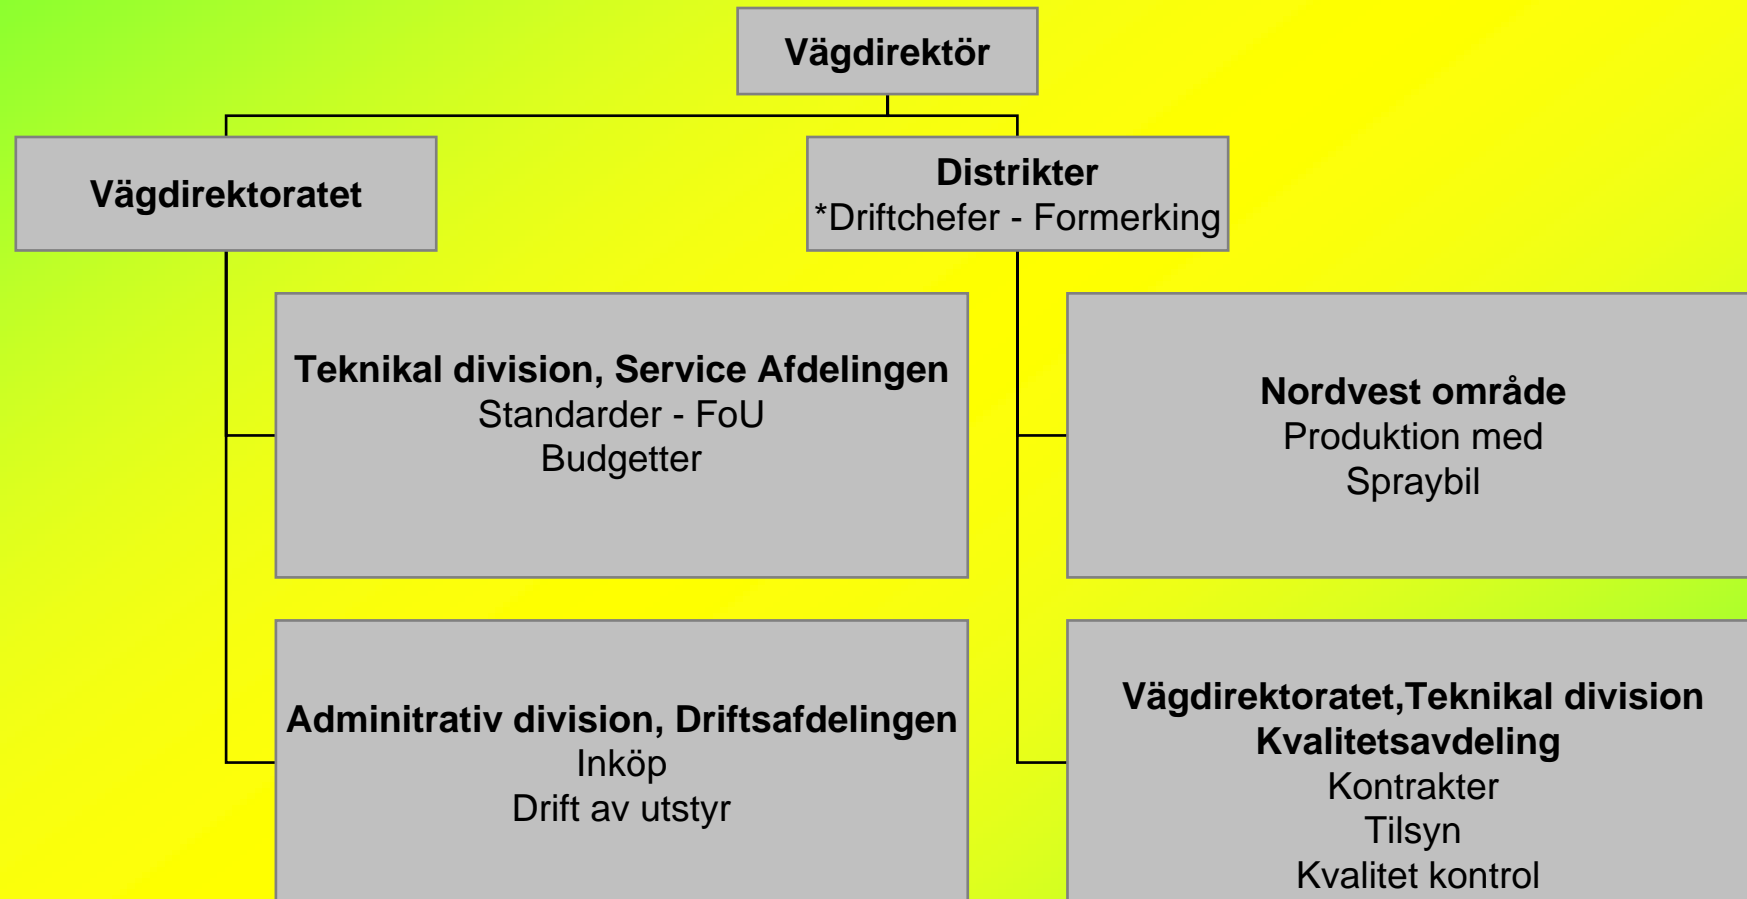 Vägdirektör
Vägdirektoratet
Distrikter
*Driftchefer - Formerking
Teknikal division, Service Afdelingen
Standarder - FoU
Budgetter
Nordvest område
Produktion med
Spraybil
Adminitrativ division, Driftsafdelingen
Inköp
Drift av utstyr
Vägdirektoratet,Teknikal division
Kvalitetsavdeling
Kontrakter
Tilsyn
Kvalitet kontrol